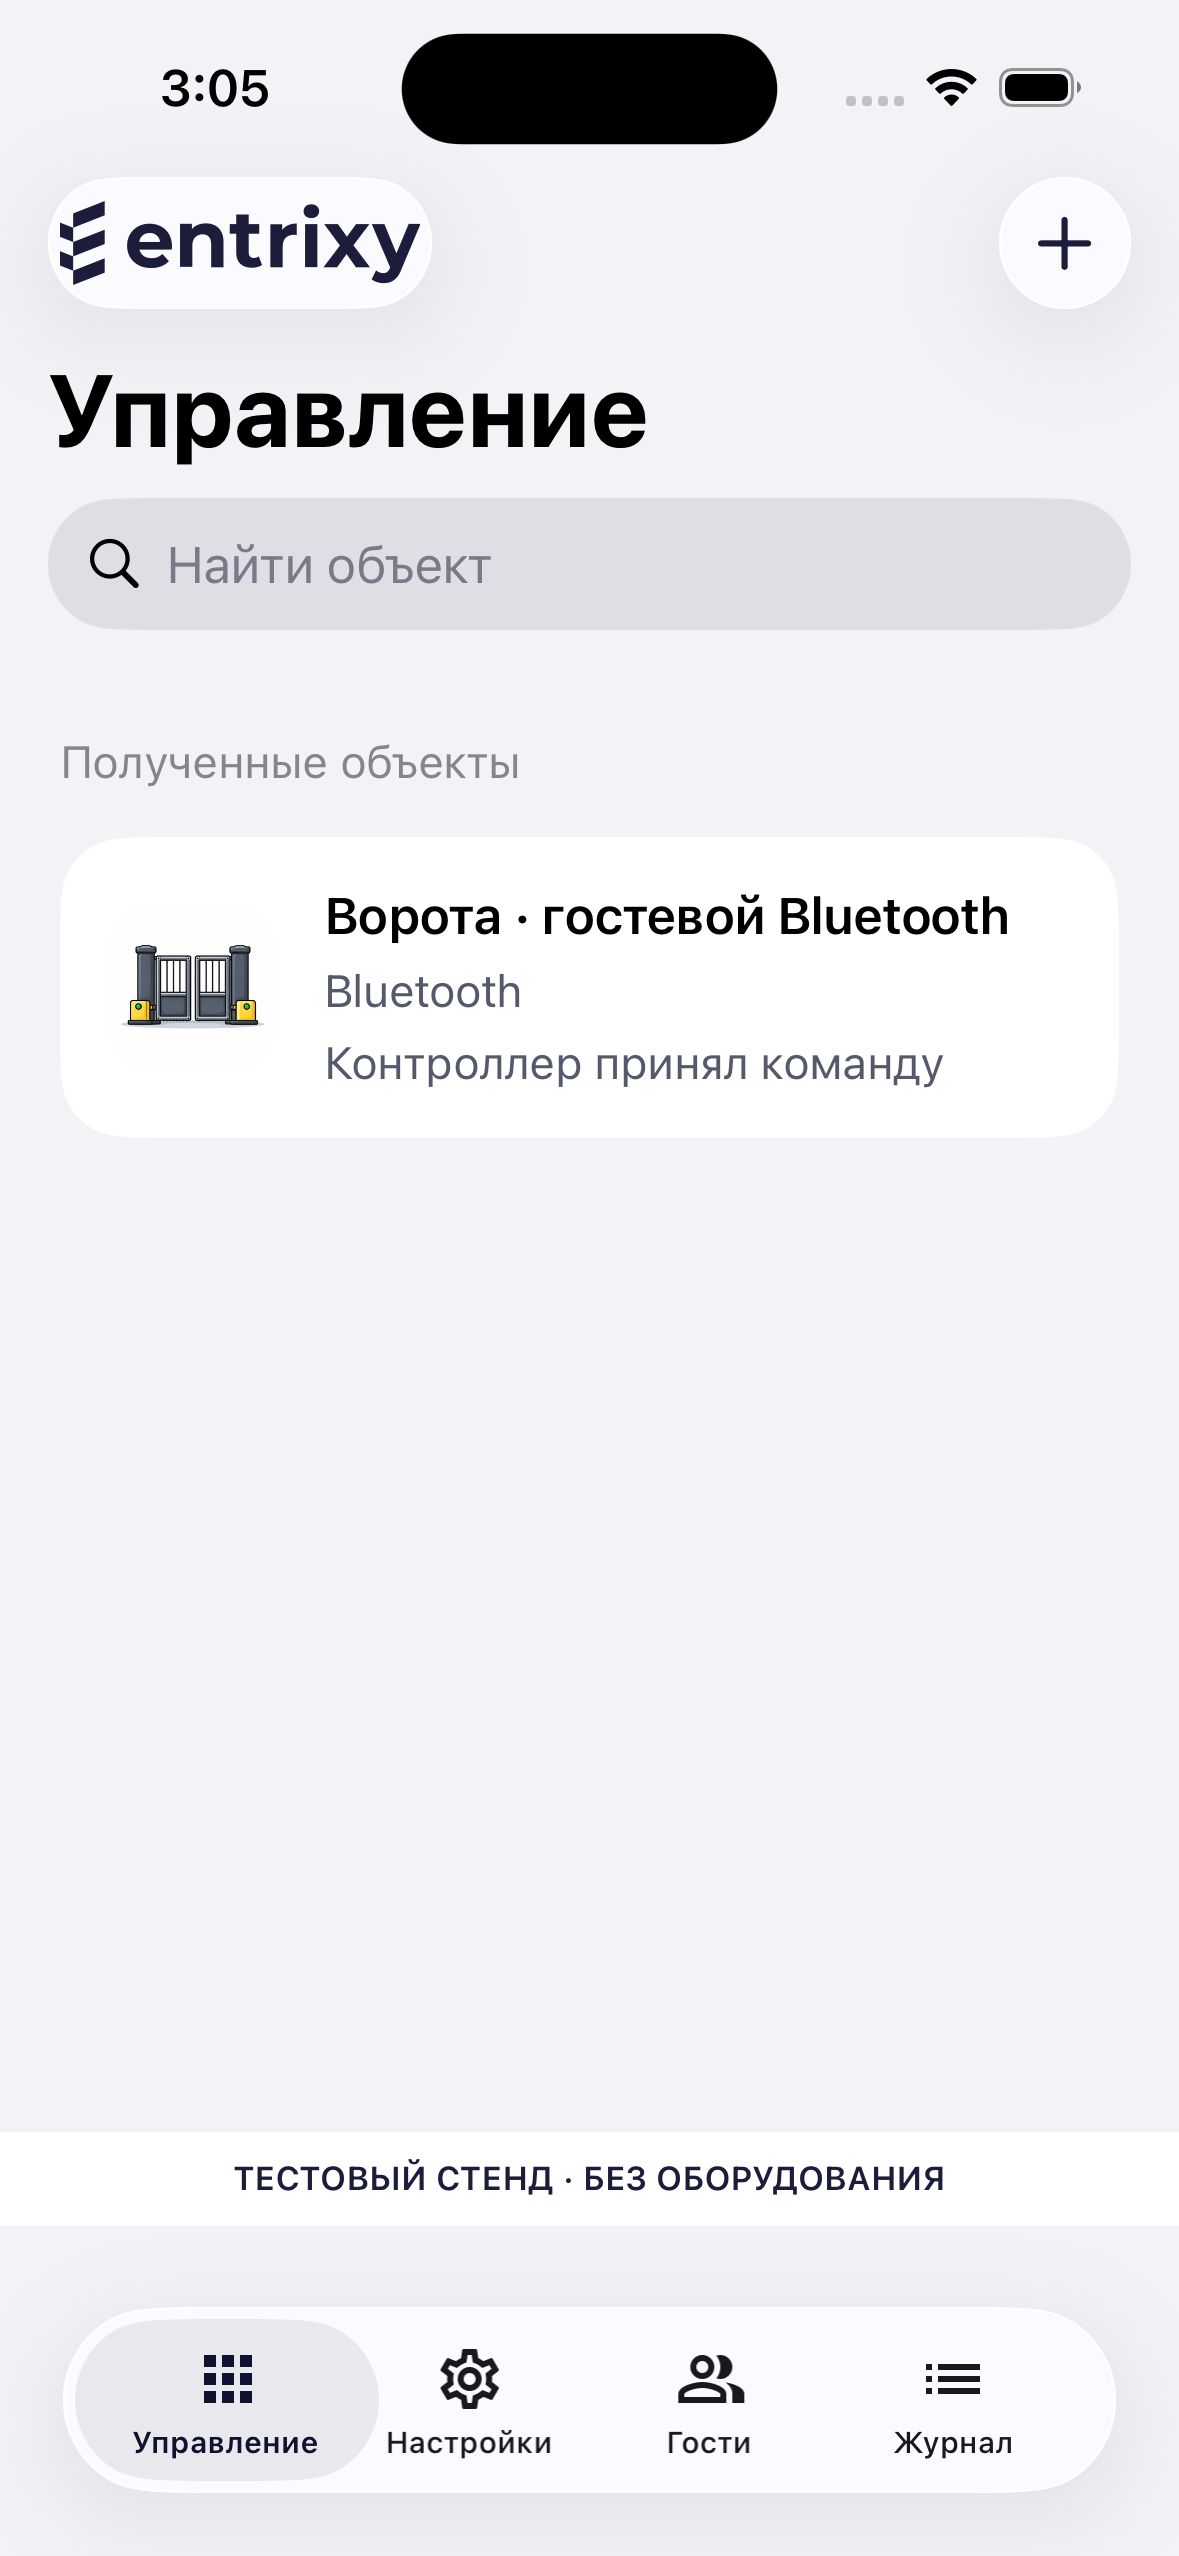 3:05
entrixy
Управление
Найти объект
Полученные объекты
Ворота · гостевой Bluetooth
Bluetooth
Контроллер принял команду
ТЕСТОВЫЙ СТЕНД · БЕЗ ОБОРУДОВАНИЯ
Управление
Настройки
Гости
Журнал